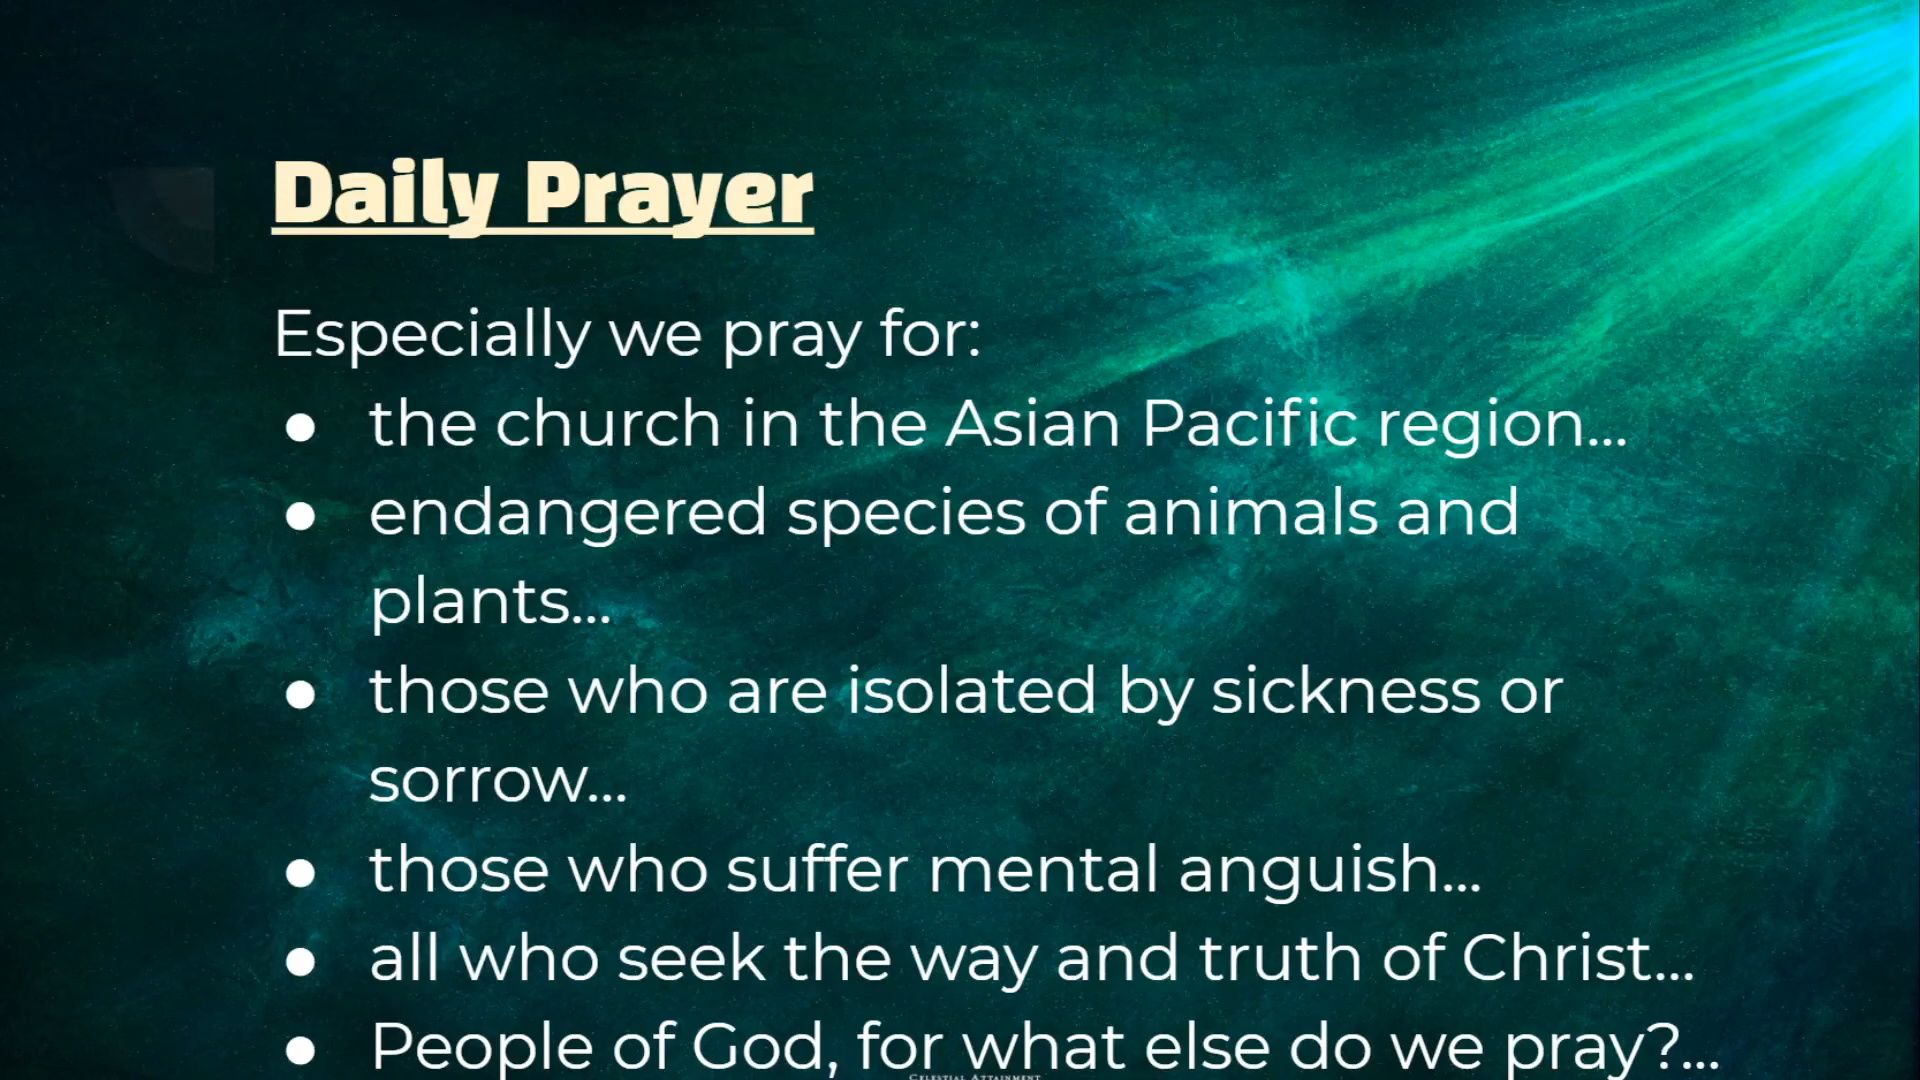 Daily Prayer
Especially we pray for:
● the church in the Asian Pacific region...
● endangered species of animals and
plants...
● those who are isolated by sickness or
sorrow...
● those who suffer mental anguish...
● all who seek the way and truth of Christ...
● People of God, for what else do we pray?...
Celestial Attainment